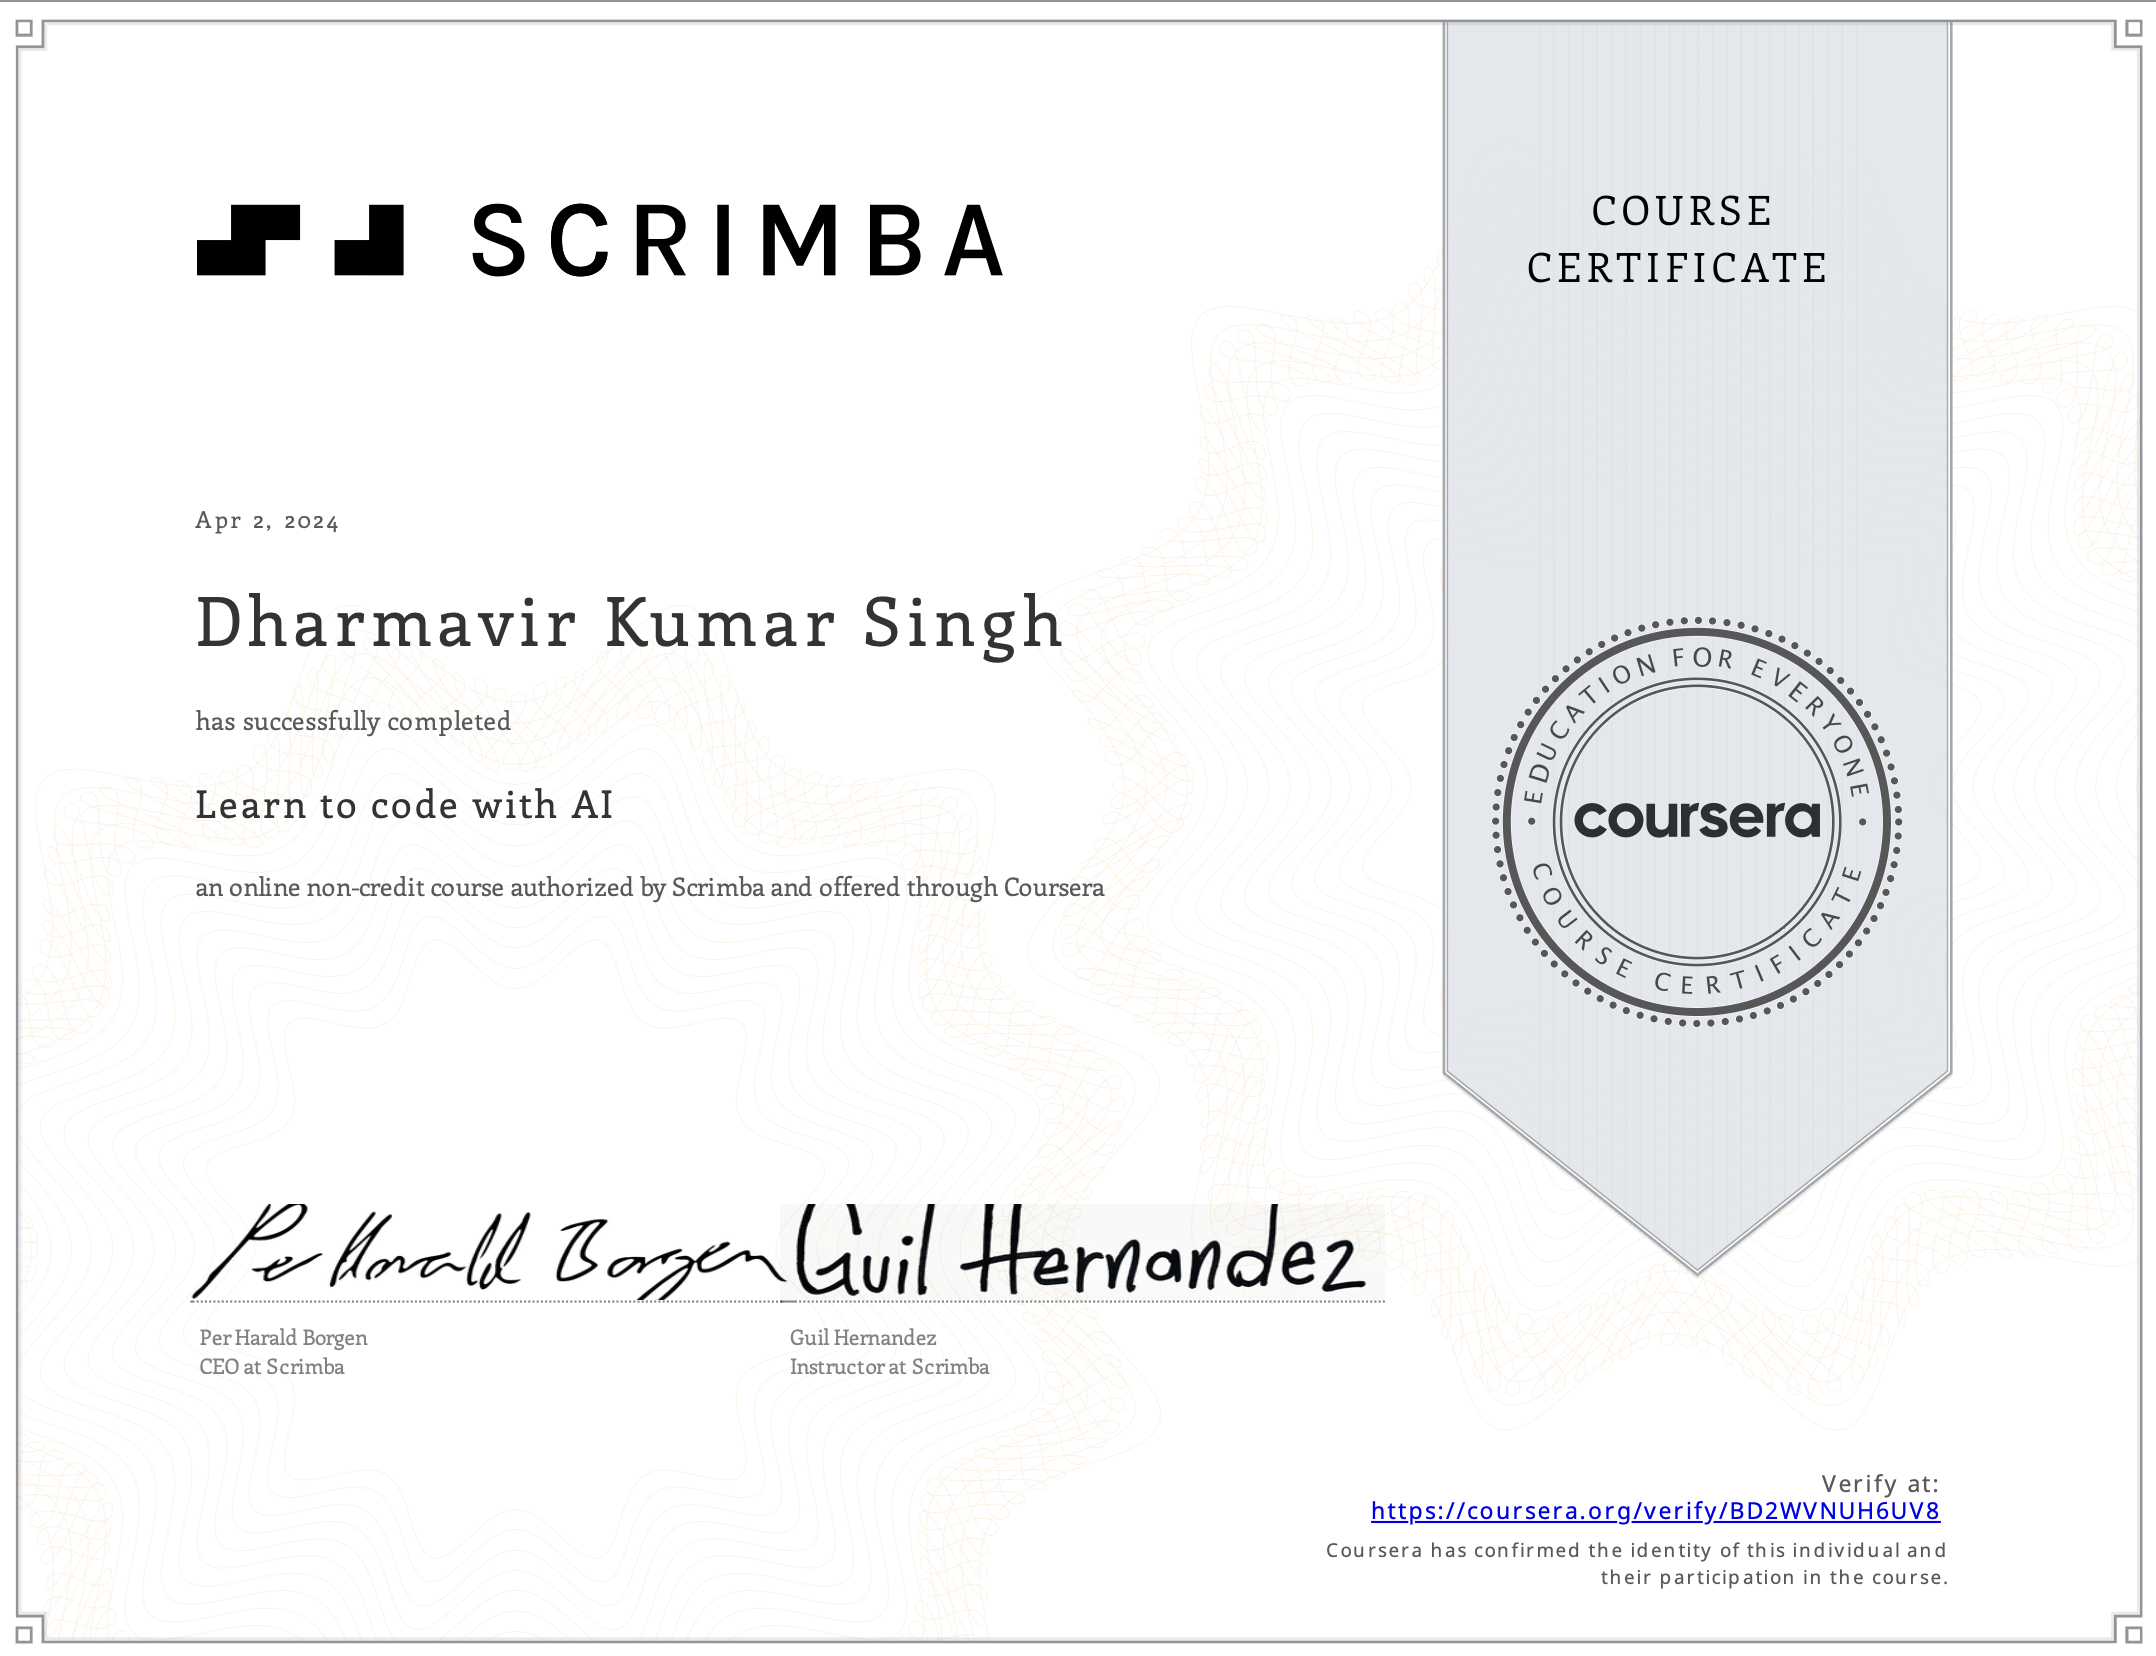 SCRIMBA
COURSE
CERTIFICATE
Apr 2, 2024
Dharmavir Kumar Singh
has successfully completed
Learn to code with AI
an online non-credit course authorized by Scrimba and offered through Coursera
EDUCATION FOR EVERYONE
coursera
COURSE CERTIFICATE
Per Harald Borgen
Guil Hernandez
Per Harald Borgen
CEO at Scrimba
Guil Hernandez
Instructor at Scrimba
Verify at:
https://coursera.org/verify/BD2WVNUH6UV8
Coursera has confirmed the identity of this individual and
their participation in the course.